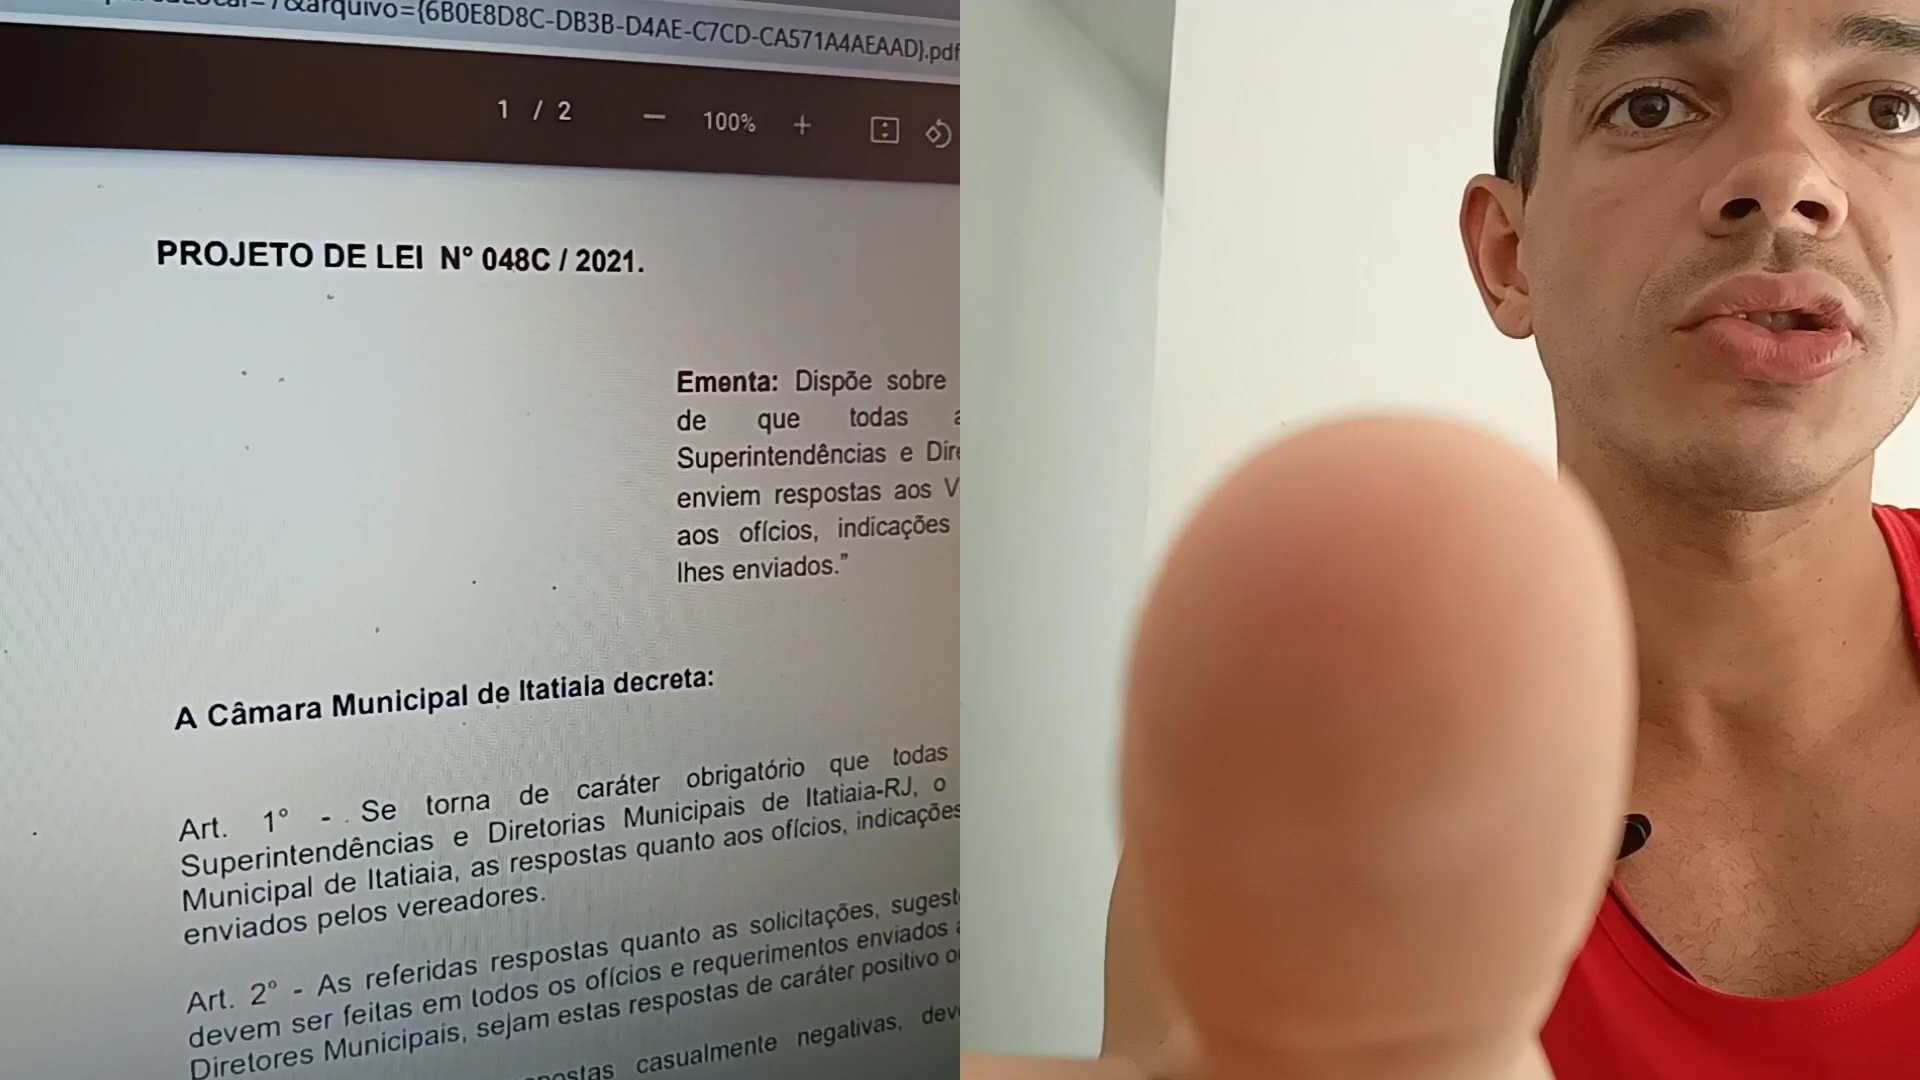 =7&arquivo={6B0E8D8C-DB3B-D4AE-C7CD-CA571A4AEAAD}.pdf
1 / 2 — 100% +
PROJETO DE LEI Nº 048C / 2021.
Ementa: Dispõe sobre
de que todas
Superintendências e
enviem respostas aos
aos ofícios, indicações
lhes enviados.”
A Câmara Municipal de Itatiaia decreta:
Art. 1º - . Se torna de caráter obrigatório que todas
Superintendências e Diretorias Municipais de Itatiaia-RJ, o
Municipal de Itatiaia, as respostas quanto aos ofícios, indicações
enviados pelos vereadores.
Art. 2º - As referidas respostas quanto as solicitações,
devem ser feitas em todos os ofícios e requerimentos enviados
Diretores Municipais, sejam estas respostas de caráter positivo
casualmente negativas,